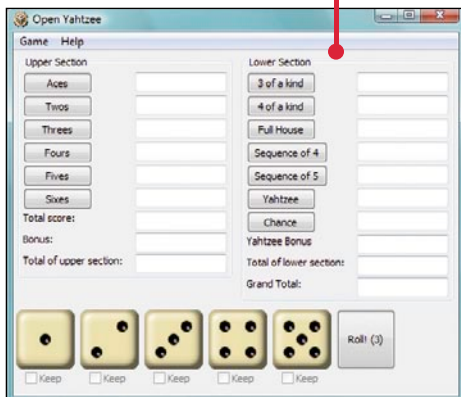 Open Yahtzee
Game Help
Upper Section
Aces
Twos
Threes
Fours
Fives
Sixes
Total score:
Bonus:
Total of upper section:
Lower Section
3 of a kind
4 of a kind
Full House
Sequence of 4
Sequence of 5
Yahtzee
Chance
Yahtzee Bonus
Total of lower section:
Grand Total:
Roll! (3)
Keep Keep Keep Keep Keep